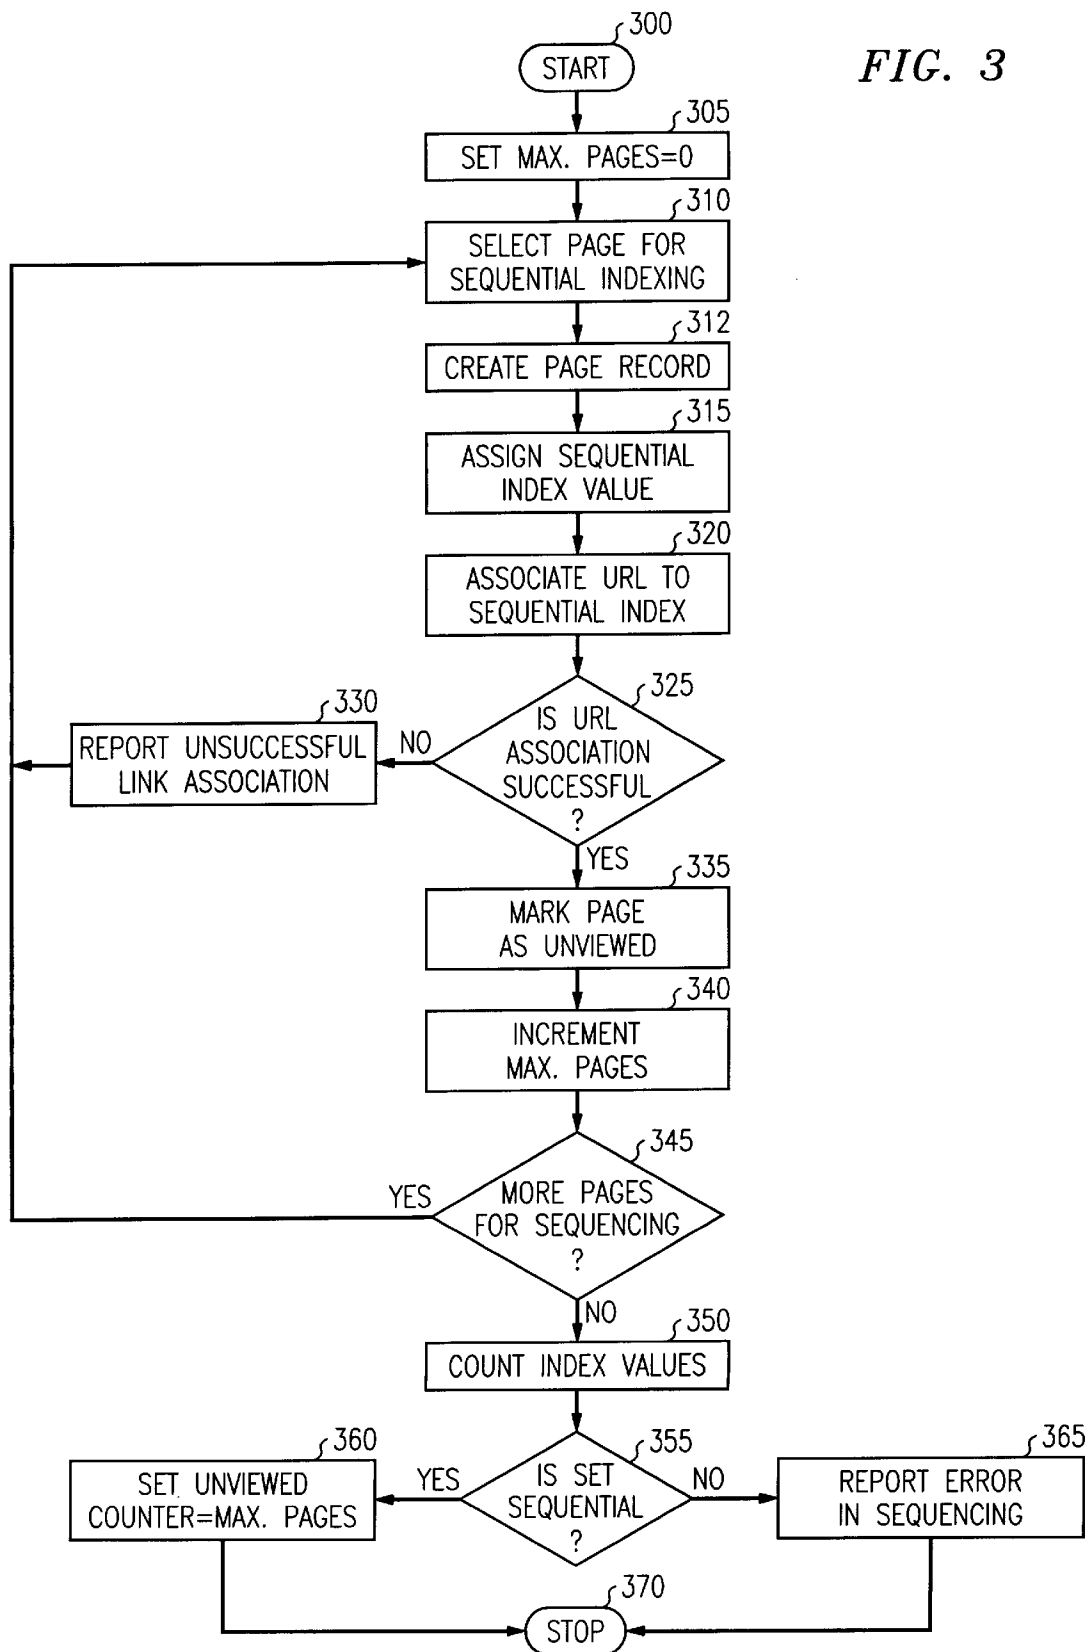 300
START
FIG. 3
305
SET MAX. PAGES=0
310
SELECT PAGE FOR
SEQUENTIAL INDEXING
312
CREATE PAGE RECORD
315
ASSIGN SEQUENTIAL
INDEX VALUE
320
ASSOCIATE URL TO
SEQUENTIAL INDEX
325
IS URL
ASSOCIATION
SUCCESSFUL
?
NO
330
REPORT UNSUCCESSFUL
LINK ASSOCIATION
YES
335
MARK PAGE
AS UNVIEWED
340
INCREMENT
MAX. PAGES
345
MORE PAGES
FOR SEQUENCING
?
YES
NO
350
COUNT INDEX VALUES
355
IS SET
SEQUENTIAL
?
YES
NO
360
SET UNVIEWED
COUNTER=MAX. PAGES
365
REPORT ERROR
IN SEQUENCING
370
STOP